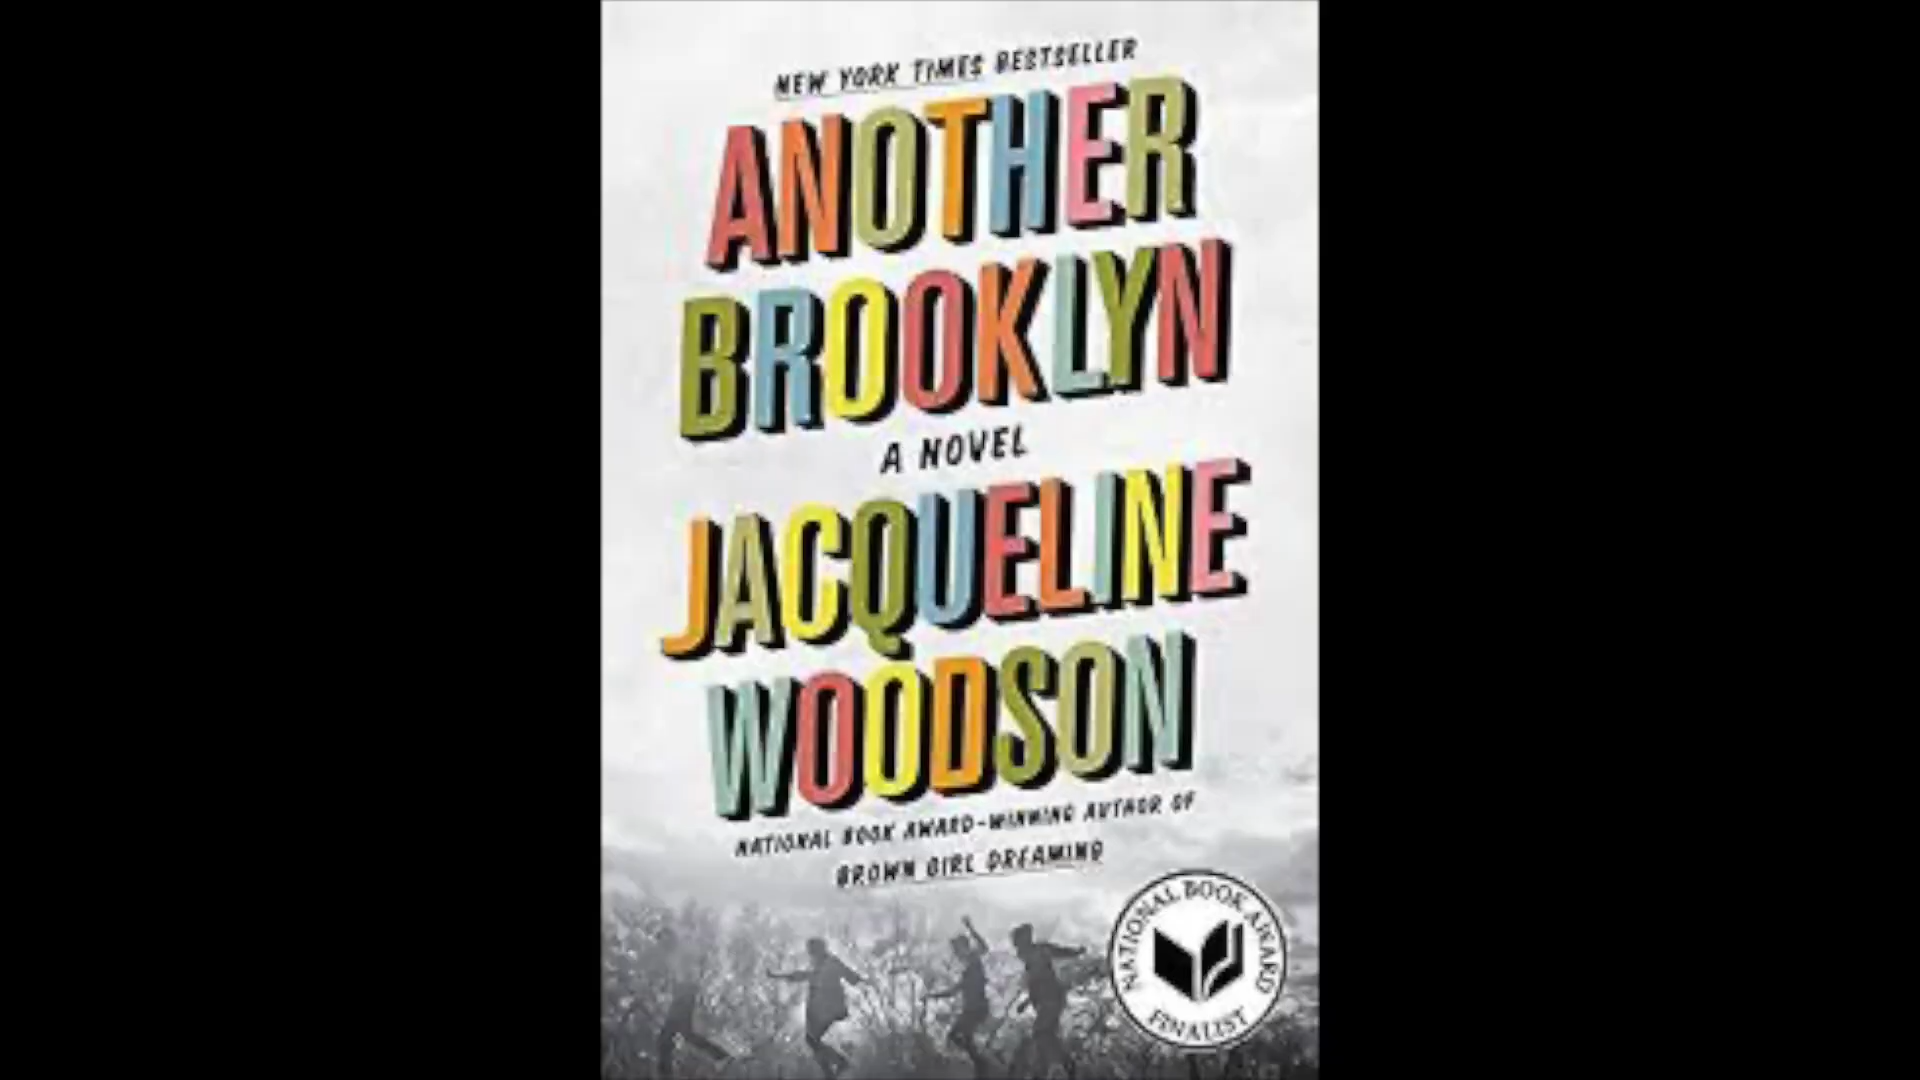 NEW YORK TIMES BESTSELLER
ANOTHER
BROOKLYN
A NOVEL
JACQUELINE
WOODSON
NATIONAL BOOK AWARD-WINNING AUTHOR OF
BROWN GIRL DREAMING
NATIONAL BOOK AWARD
FINALIST